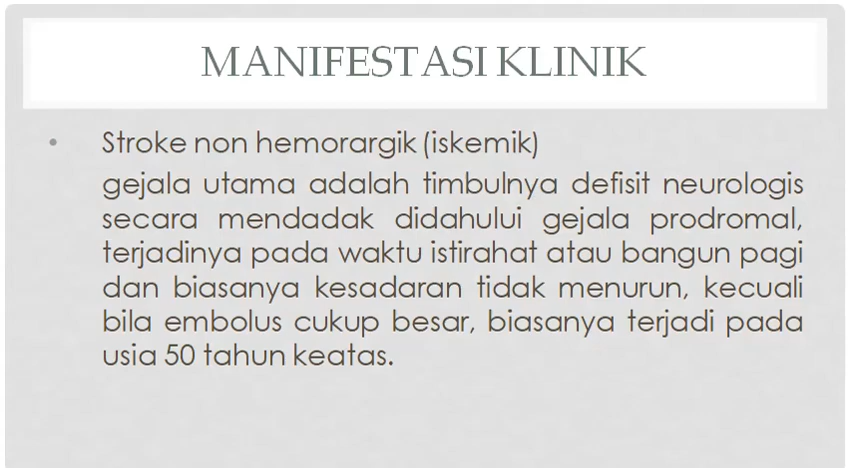 MANIFESTASI KLINIK
• Stroke non hemorargik (iskemik)
gejala utama adalah timbulnya defisit neurologis
secara mendadak didahului gejala prodromal,
terjadinya pada waktu istirahat atau bangun pagi
dan biasanya kesadaran tidak menurun, kecuali
bila embolus cukup besar, biasanya terjadi pada
usia 50 tahun keatas.